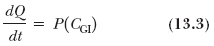 dQ/dt = P(C_GI) (13.3)